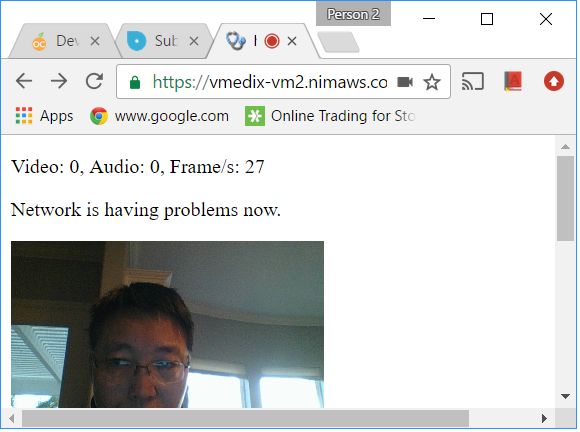 Person 2
Dev
Sub
https://vmedix-vm2.nimaws.co
Apps www.google.com Online Trading for Sto
Video: 0, Audio: 0, Frame/s: 27
Network is having problems now.